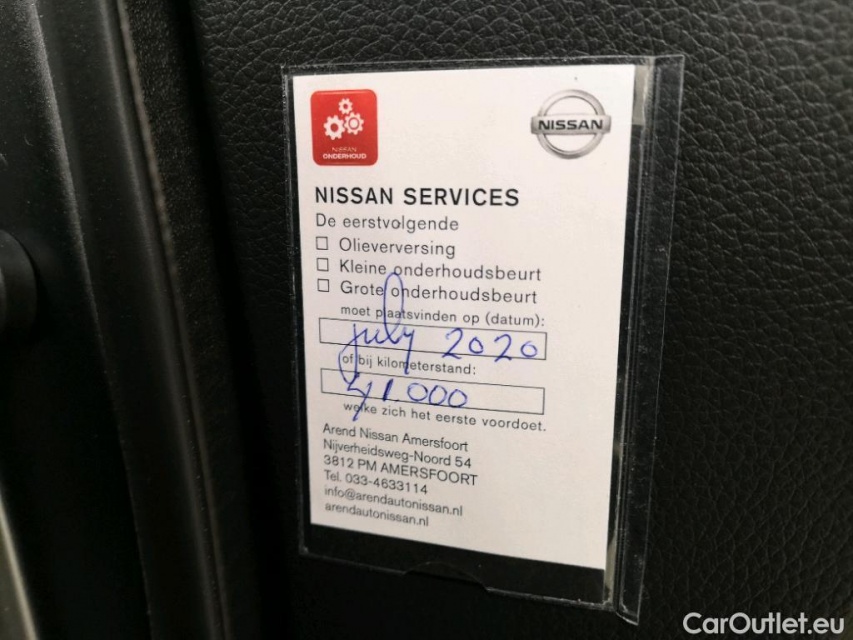 NISSAN
ONDERHOUD
NISSAN
NISSAN SERVICES
De eerstvolgende
☐ Olieverversing
☐ Kleine onderhoudsbeurt
☐ Grote onderhoudsbeurt
moet plaatsvinden op (datum):
july 2020
of bij kilometerstand:
41.000
welke zich het eerste voordoet.
Arend Nissan Amersfoort
Nijverheidsweg-Noord 54
3812 PM AMERSFOORT
Tel. 033-4633114
info@arendautonissan.nl
arendautonissan.nl
CarOutlet.eu